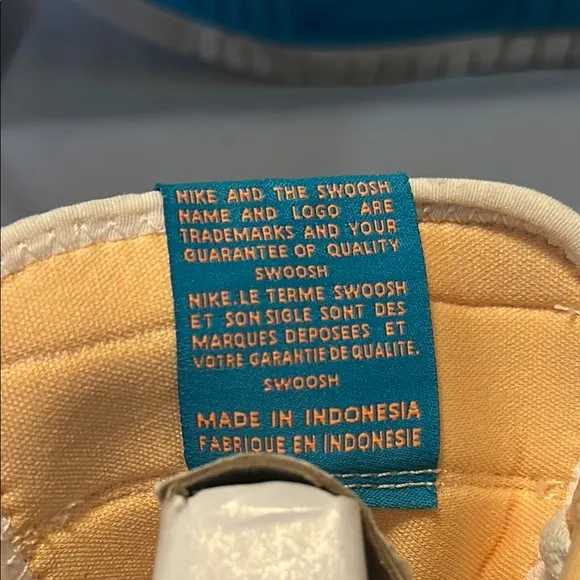 NIKE AND THE SWOOSH
NAME AND LOGO ARE
TRADEMARKS AND YOUR
GUARANTEE OF QUALITY
SWOOSH
NIKE.LE TERME SWOOSH
ET SON SIGLE SONT DES
MARQUES DEPOSEES ET
VOTRE GARANTIE DE QUALITE.
SWOOSH
MADE IN INDONESIA
FABRIQUE EN INDONESIE